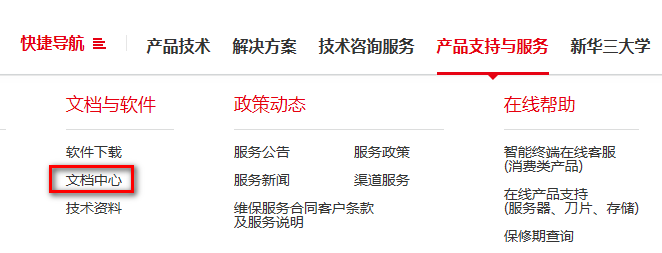 快捷导航 产品技术 解决方案 技术咨询服务 产品支持与服务 新华三大学
文档与软件 政策动态 在线帮助
软件下载 服务公告 服务政策 智能终端在线客服
(消费类产品)
文档中心 服务新闻 渠道服务
在线产品支持
(服务器、刀片、存储)
技术资料 维保服务合同客户条款
及服务说明
保修期查询